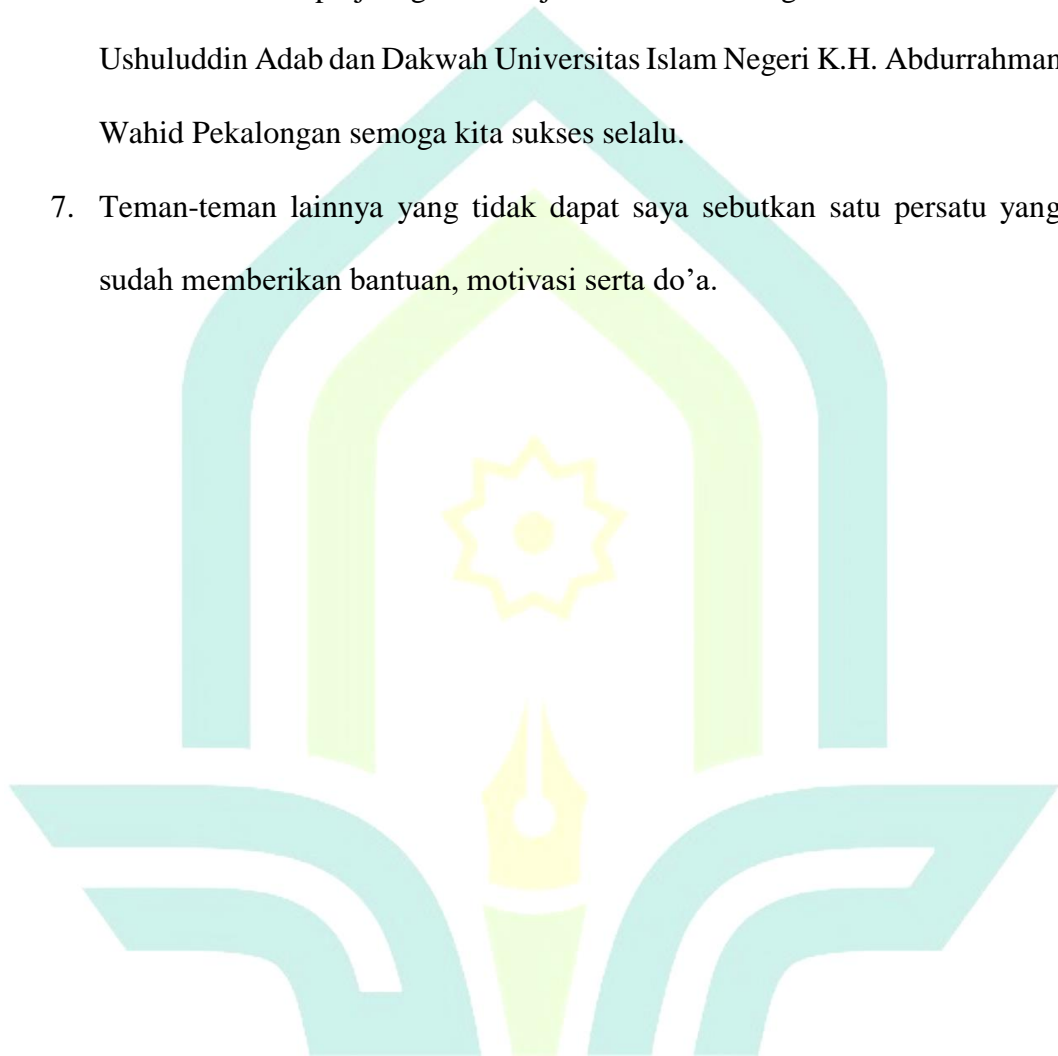 Ushuluddin Adab dan Dakwah Universitas Islam Negeri K.H. Abdurrahman
Wahid Pekalongan semoga kita sukses selalu.
7. Teman-teman lainnya yang tidak dapat saya sebutkan satu persatu yang
sudah memberikan bantuan, motivasi serta do’a.